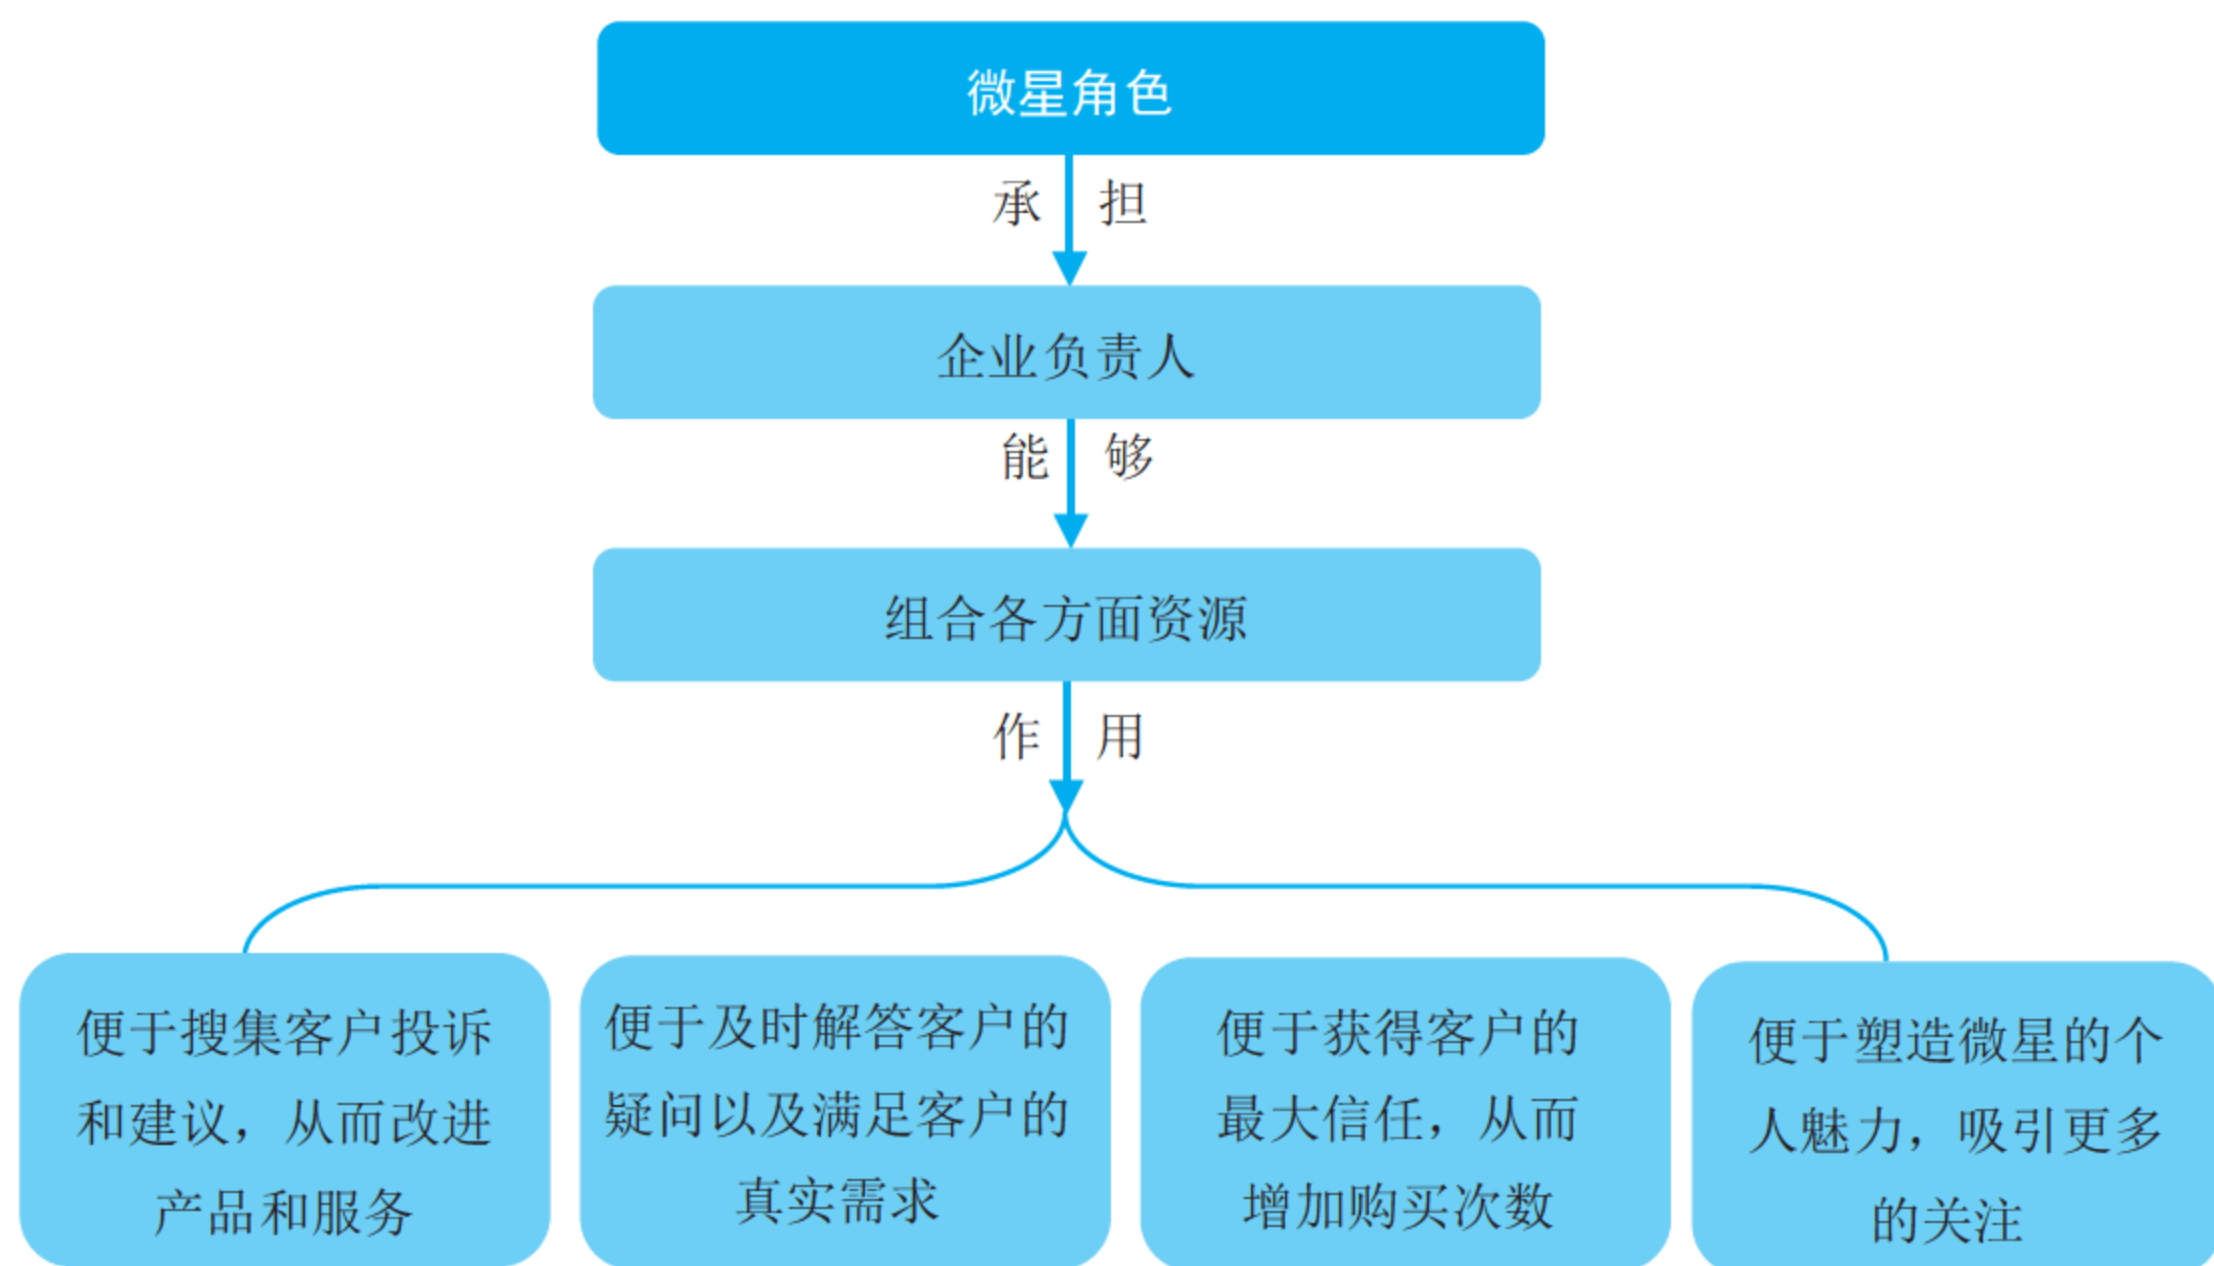 微星角色
承 担
企业负责人
能 够
组合各方面资源
作 用
便于搜集客户投诉
和建议，从而改进
产品和服务
便于及时解答客户的
疑问以及满足客户的
真实需求
便于获得客户的
最大信任，从而
增加购买次数
便于塑造微星的个
人魅力，吸引更多
的关注